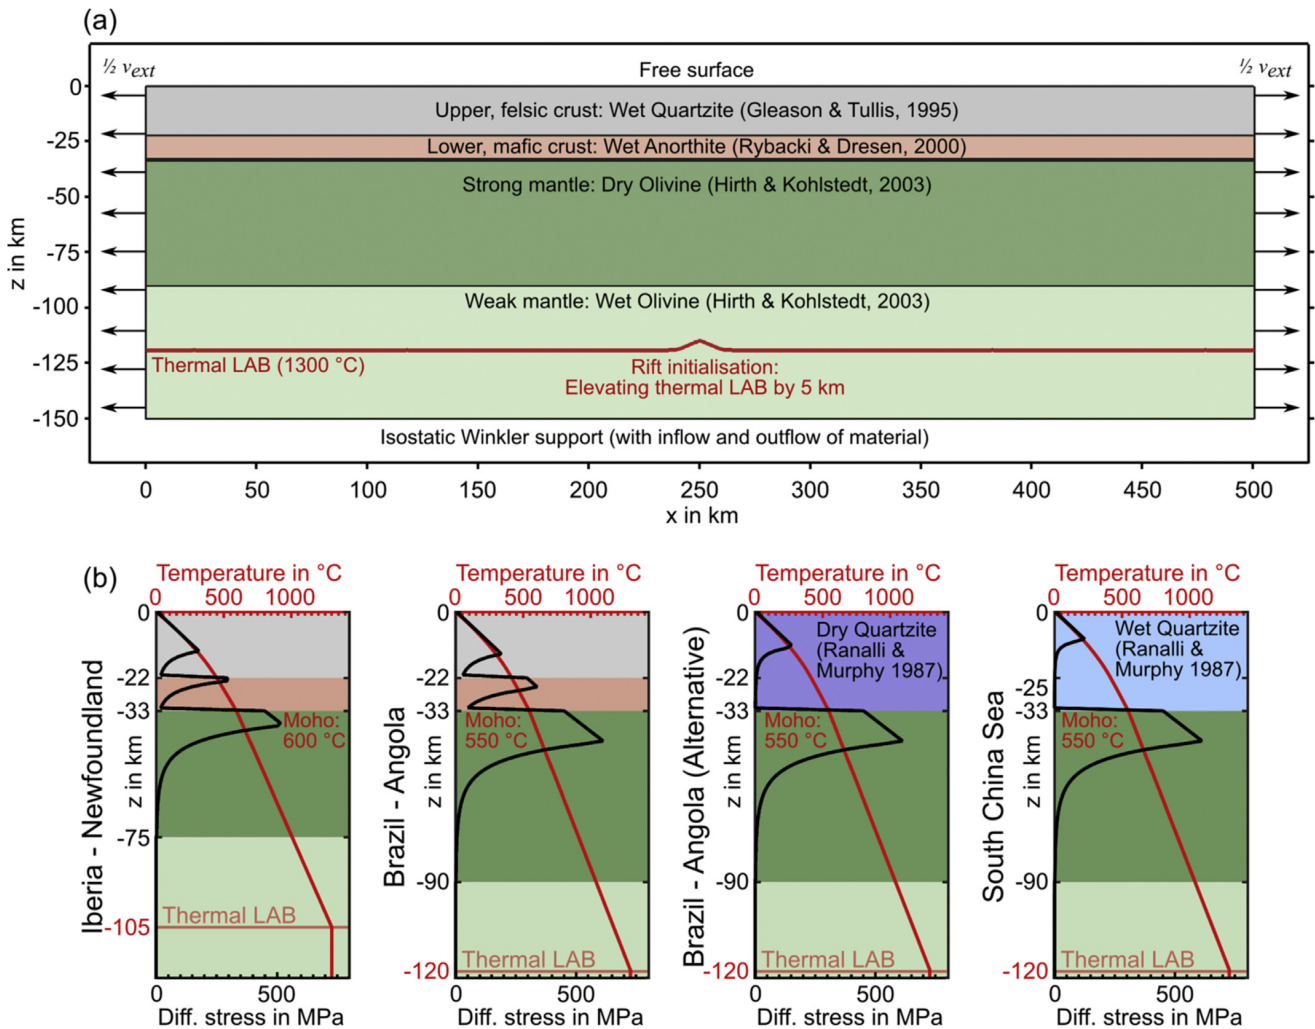 (a)
½ vext
Free surface
½ vext
0
-25
-50
-75
-100
-125
-150
z in km
Upper, felsic crust: Wet Quartzite (Gleason & Tullis, 1995)
Lower, mafic crust: Wet Anorthite (Rybacki & Dresen, 2000)
Strong mantle: Dry Olivine (Hirth & Kohlstedt, 2003)
Weak mantle: Wet Olivine (Hirth & Kohlstedt, 2003)
Thermal LAB (1300 °C)
Rift initialisation:
Elevating thermal LAB by 5 km
Isostatic Winkler support (with inflow and outflow of material)
0 50 100 150 200 250 300 350 400 450 500
x in km
(b)
Iberia - Newfoundland
Temperature in °C
0 500 1000
0
-22
-33
-75
-105
z in km
Moho:
600 °C
Thermal LAB
0 500
Diff. stress in MPa
Brazil - Angola
Temperature in °C
0 500 1000
0
-22
-33
-90
-120
z in km
Moho:
550 °C
Thermal LAB
0 500
Diff. stress in MPa
Brazil - Angola (Alternative)
Temperature in °C
0 500 1000
0
-22
-33
-90
-120
z in km
Dry Quartzite
(Ranalli &
Murphy 1987)
Moho:
550 °C
Thermal LAB
0 500
Diff. stress in MPa
South China Sea
Temperature in °C
0 500 1000
0
-25
-33
-90
-120
z in km
Wet Quartzite
(Ranalli &
Murphy 1987)
Moho:
550 °C
Thermal LAB
0 500
Diff. stress in MPa